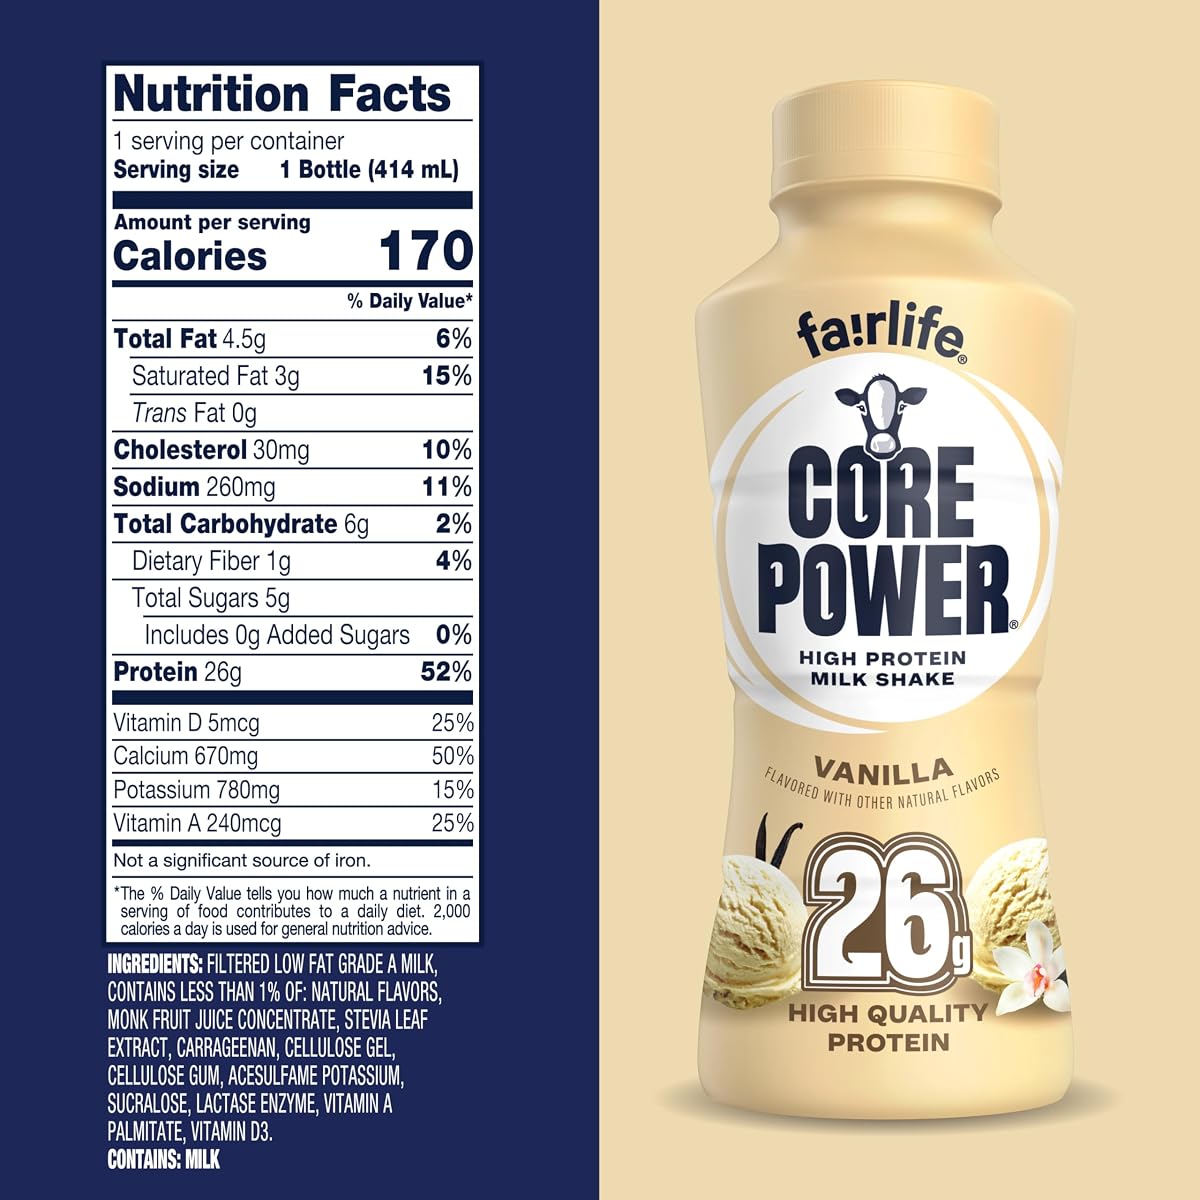 Nutrition Facts
1 serving per container
Serving size 1 Bottle (414 mL)
Amount per serving
Calories 170
% Daily Value*
Total Fat 4.5g 6%
Saturated Fat 3g 15%
Trans Fat 0g
Cholesterol 30mg 10%
Sodium 260mg 11%
Total Carbohydrate 6g 2%
Dietary Fiber 1g 4%
Total Sugars 5g
Includes 0g Added Sugars 0%
Protein 26g 52%
Vitamin D 5mcg 25%
Calcium 670mg 50%
Potassium 780mg 15%
Vitamin A 240mcg 25%
Not a significant source of iron.
*The % Daily Value tells you how much a nutrient in a
serving of food contributes to a daily diet. 2,000
calories a day is used for general nutrition advice.
INGREDIENTS: FILTERED LOW FAT GRADE A MILK,
CONTAINS LESS THAN 1% OF: NATURAL FLAVORS,
MONK FRUIT JUICE CONCENTRATE, STEVIA LEAF
EXTRACT, CARRAGEENAN, CELLULOSE GEL,
CELLULOSE GUM, ACESULFAME POTASSIUM,
SUCRALOSE, LACTASE ENZYME, VITAMIN A
PALMITATE, VITAMIN D3.
CONTAINS: MILK
fa!rlife®
CORE
POWER®
HIGH PROTEIN
MILK SHAKE
VANILLA
FLAVORED WITH OTHER NATURAL FLAVORS
26g
HIGH QUALITY
PROTEIN